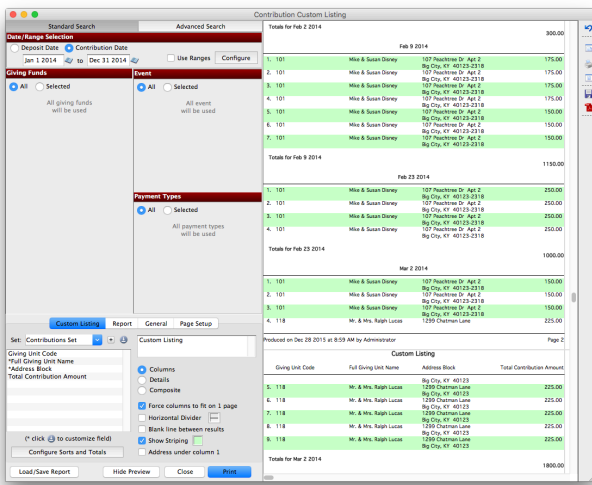 Contribution Custom Listing
Standard Search
Advanced Search
Date/Range Selection
Deposit Date
Contribution Date
Jan 1 2014 to Dec 31 2014
Use Ranges
Configure
Giving Funds
All
Selected
All giving funds
will be used
Event
All
Selected
All event
will be used
Payment Types
All
Selected
All payment types
will be used
Custom Listing
Report
General
Page Setup
Set: Contributions Set
Giving Unit Code
*Full Giving Unit Name
*Address Block
Total Contribution Amount
(* click to customize field)
Configure Sorts and Totals
Custom Listing
Columns
Details
Composite
Force columns to fit on 1 page
Horizontal Divider
Blank line between results
Show Striping
Address under column 1
Load/Save Report
Hide Preview
Close
Print
Totals for Feb 2 2014
300.00
Feb 9 2014
1. 101 Mike & Susan Disney 107 Peachtree Dr Apt 2 175.00
Big City, KY 40123-2318
2. 101 Mike & Susan Disney 107 Peachtree Dr Apt 2 175.00
Big City, KY 40123-2318
3. 101 Mike & Susan Disney 107 Peachtree Dr Apt 2 175.00
Big City, KY 40123-2318
4. 101 Mike & Susan Disney 107 Peachtree Dr Apt 2 175.00
Big City, KY 40123-2318
5. 101 Mike & Susan Disney 107 Peachtree Dr Apt 2 150.00
Big City, KY 40123-2318
6. 101 Mike & Susan Disney 107 Peachtree Dr Apt 2 150.00
Big City, KY 40123-2318
7. 101 Mike & Susan Disney 107 Peachtree Dr Apt 2 150.00
Big City, KY 40123-2318
Totals for Feb 9 2014
1150.00
Feb 23 2014
1. 101 Mike & Susan Disney 107 Peachtree Dr Apt 2 250.00
Big City, KY 40123-2318
2. 101 Mike & Susan Disney 107 Peachtree Dr Apt 2 250.00
Big City, KY 40123-2318
3. 101 Mike & Susan Disney 107 Peachtree Dr Apt 2 250.00
Big City, KY 40123-2318
4. 101 Mike & Susan Disney 107 Peachtree Dr Apt 2 250.00
Big City, KY 40123-2318
Totals for Feb 23 2014
1000.00
Mar 2 2014
1. 101 Mike & Susan Disney 107 Peachtree Dr Apt 2 150.00
Big City, KY 40123-2318
2. 101 Mike & Susan Disney 107 Peachtree Dr Apt 2 150.00
Big City, KY 40123-2318
3. 101 Mike & Susan Disney 107 Peachtree Dr Apt 2 150.00
Big City, KY 40123-2318
4. 118 Mr. & Mrs. Ralph Lucas 1299 Chatman Lane 225.00
Produced on Dec 28 2015 at 8:59 AM by Administrator Page 2
Custom Listing
Giving Unit Code Full Giving Unit Name Address Block Total Contribution Amount
Big City, KY 40123
5. 118 Mr. & Mrs. Ralph Lucas 1299 Chatman Lane 225.00
Big City, KY 40123
6. 118 Mr. & Mrs. Ralph Lucas 1299 Chatman Lane 225.00
Big City, KY 40123
7. 118 Mr. & Mrs. Ralph Lucas 1299 Chatman Lane 225.00
Big City, KY 40123
8. 118 Mr. & Mrs. Ralph Lucas 1299 Chatman Lane 225.00
Big City, KY 40123
9. 118 Mr. & Mrs. Ralph Lucas 1299 Chatman Lane 225.00
Big City, KY 40123
Totals for Mar 2 2014
1800.00